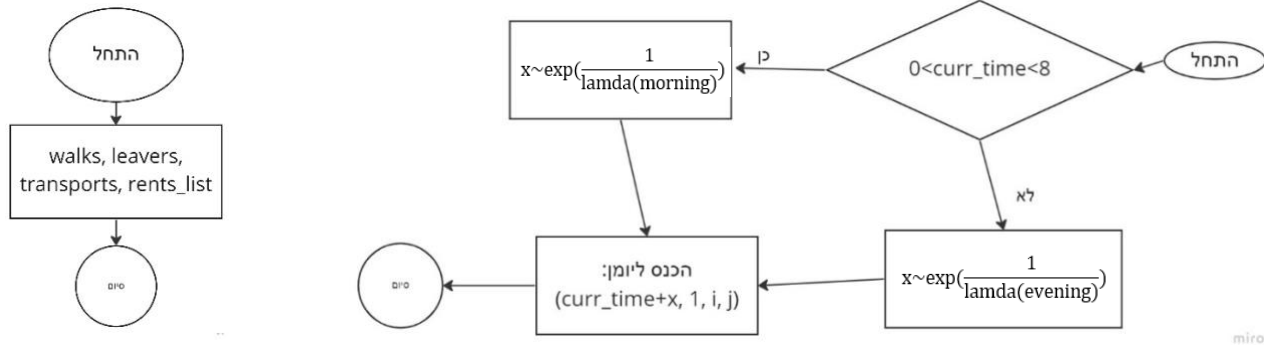 התחל
walks, leavers,
transports, rents_list
סיום
התחל
0<curr_time<8
כן
x~exp(1/lamda(morning))
לא
x~exp(1/lamda(evening))
הכנס ליומן:
(curr_time+x, 1, i, j)
סיום
miro